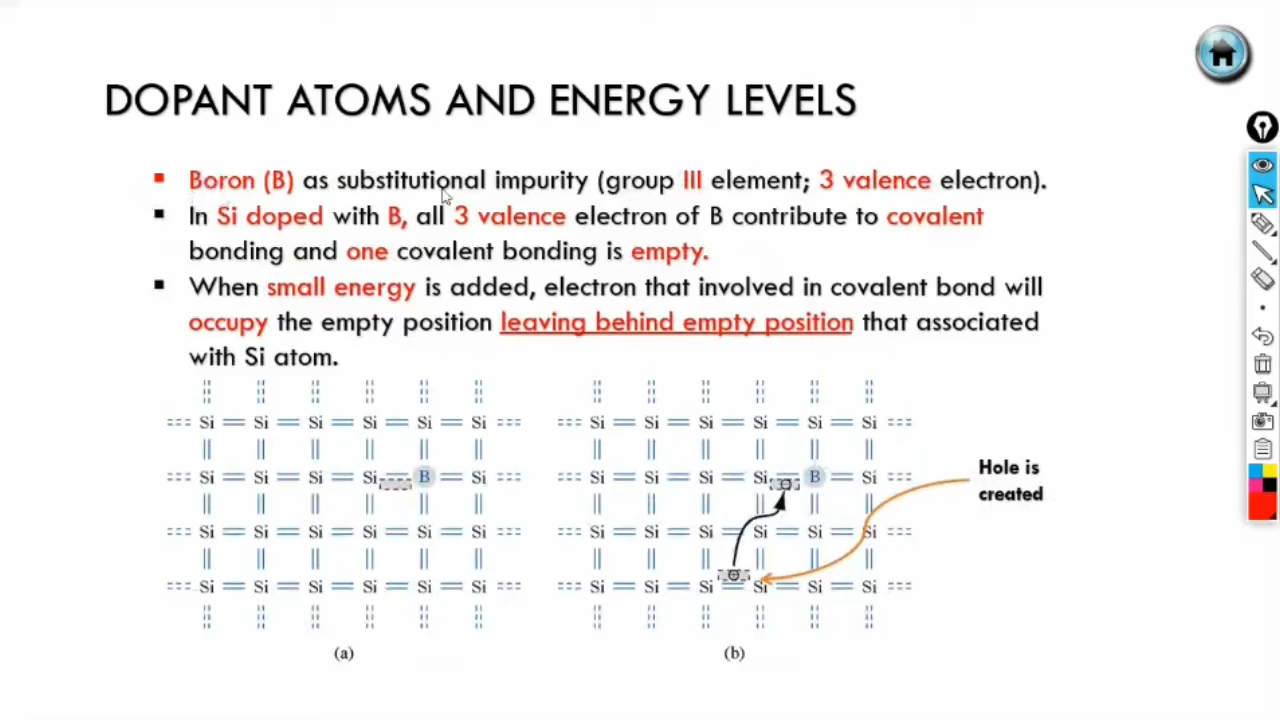 DOPANT ATOMS AND ENERGY LEVELS
▪ Boron (B) as substitutional impurity (group III element; 3 valence electron).
▪ In Si doped with B, all 3 valence electron of B contribute to covalent
bonding and one covalent bonding is empty.
▪ When small energy is added, electron that involved in covalent bond will
occupy the empty position leaving behind empty position that associated
with Si atom.
Si Si Si Si Si Si
Si Si Si Si B Si
Si Si Si Si Si Si
Si Si Si Si Si Si
(a)
Si Si Si Si Si Si
Si Si Si Si B Si
Si Si Si Si Si Si
Si Si Si Si Si Si
(b)
Hole is
created